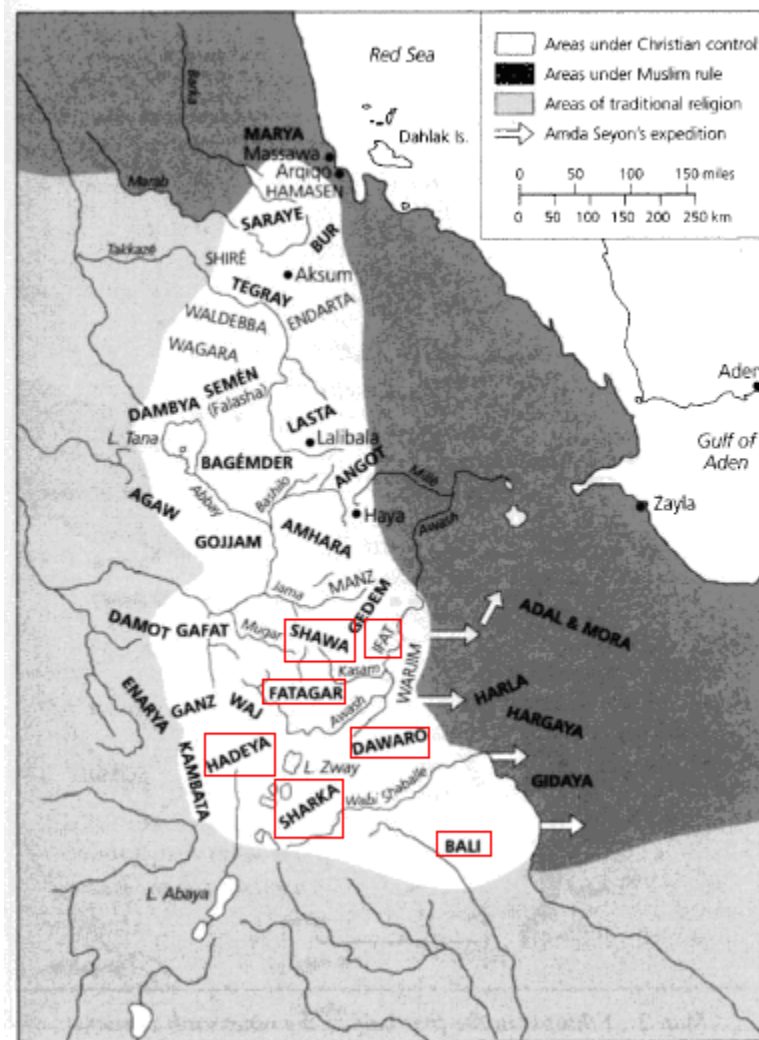 Red Sea
Areas under Christian control
Areas under Muslim rule
Areas of traditional religion
Amda Seyon's expedition
0 50 100 150 miles
0 50 100 150 200 250 km
Barka
MARYA
Massawa
Dahlak Is.
Arqiqo
HAMASEN
Marab
SARAYE
BUR
Takkazé
SHIRÉ
Aksum
TEGRAY
ENDARTA
WALDEBBA
WAGARA
SEMÉN
(Falasha)
DAMBYA
LASTA
L. Tana
Lalibala
Aden
Gulf of
Aden
BAGÉMDER
ANGOT
Bashilo
Millé
AGAW
Abbay
Haya
Awash
Zayla
GOJJAM
AMHARA
Jama
MANZ
GEDEM
DAMOT
GAFAT
Mugar
SHAWA
IFAT
ADAL & MORA
Kasam
WARJIM
ENARYA
GANZ
WAJ
FATAGAR
Awash
HARLA
HARGAYA
HADEYA
DAWARO
KAMBATA
L. Zway
GIDAYA
SHARKA
Wabi Shaballe
BALI
L. Abaya